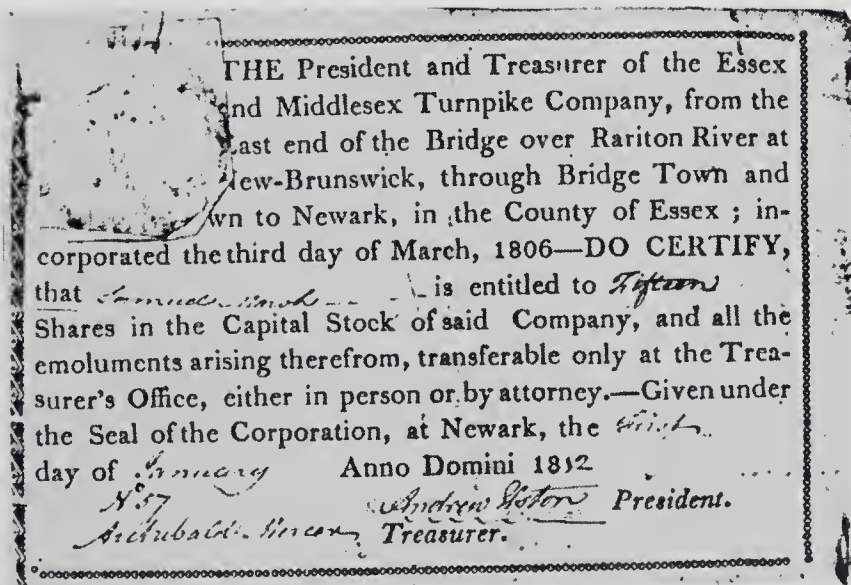 THE President and Treasurer of the Essex
nd Middlesex Turnpike Company, from the
ast end of the Bridge over Rariton River at
ew-Brunswick, through Bridge Town and
wn to Newark, in the County of Essex ; in-
corporated the third day of March, 1806—DO CERTIFY,
that Samuel is entitled to Fifteen
Shares in the Capital Stock of said Company, and all the
emoluments arising therefrom, transferable only at the Trea-
surer's Office, either in person or by attorney.—Given under
the Seal of the Corporation, at Newark, the first
day of January Anno Domini 1812
No 57 Andrew President.
Archibald Treasurer.